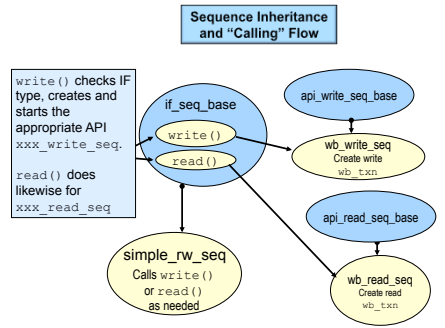 Sequence Inheritance
and “Calling” Flow
write() checks IF
type, creates and
starts the
appropriate API
xxx_write_seq.
read() does
likewise for
xxx_read_seq
if_seq_base
write()
read()
simple_rw_seq
Calls write()
or read()
as needed
api_write_seq_base
wb_write_seq
Create write
wb_txn
api_read_seq_base
wb_read_seq
Create read
wb_txn